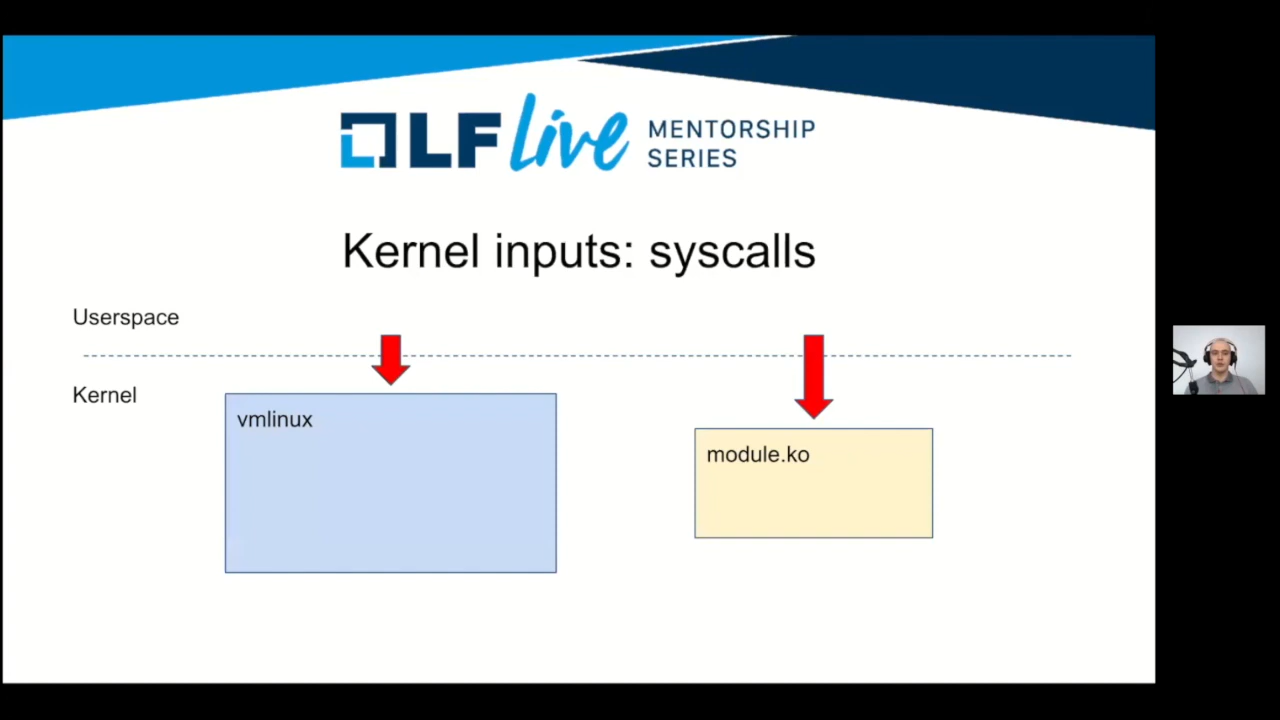 LF Live MENTORSHIP
SERIES
Kernel inputs: syscalls
Userspace
Kernel
vmlinux
module.ko